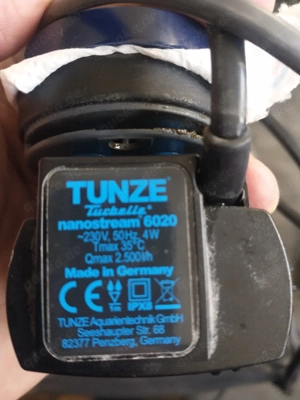 TUNZE®
Turbelle®
nanostream® 6020
~230V, 50Hz, 4W
Tmax 35°C
Qmax 2.500l/h
Made in Germany
CE IPX8
TUNZE Aquarientechnik GmbH
Seeshaupter Str. 68
82377 Penzberg, Germany